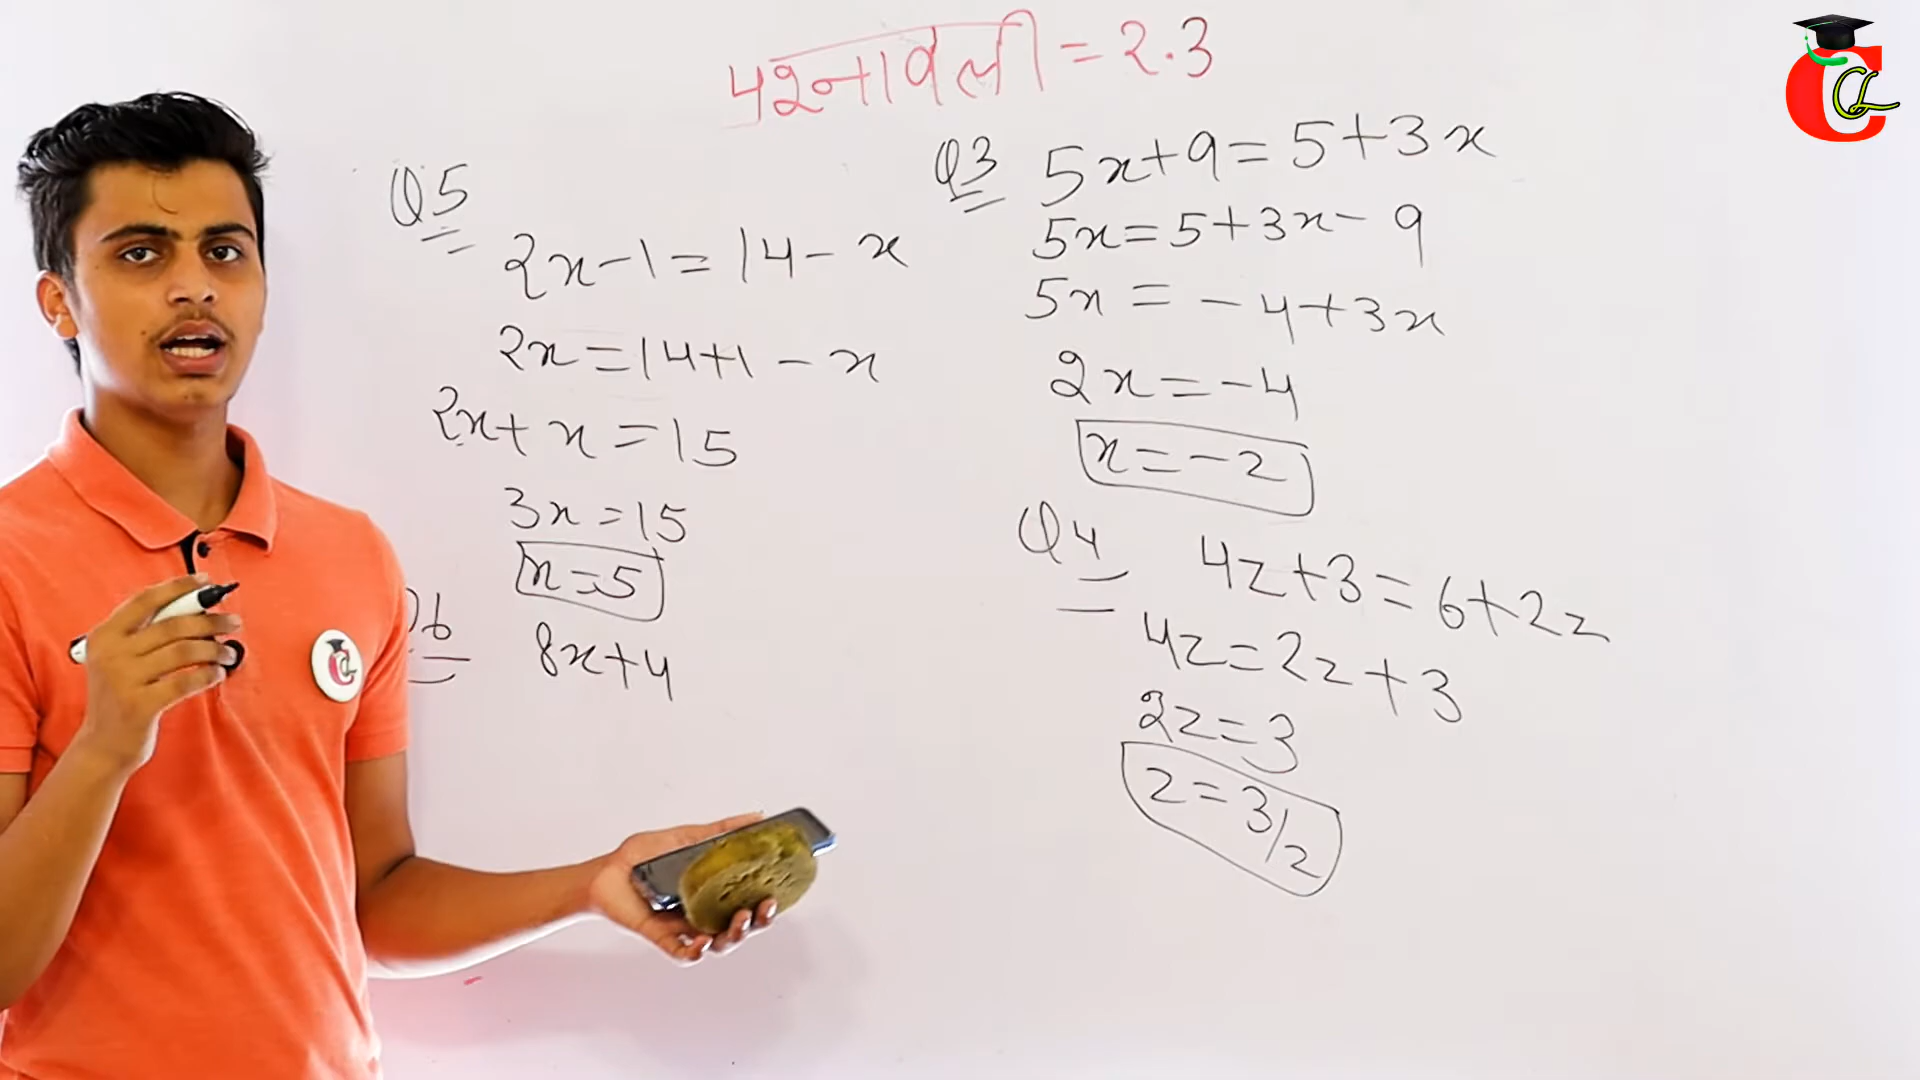 प्रश्नावली = 2.3
Q5
2x-1=14-x
2x=14+1-x
2x+x=15
3x=15
x=5
Q6
8x+4
Q3 5x+9=5+3x
5x=5+3x-9
5x=-4+3x
2x=-4
x=-2
Q4
4z+3=6+2z
4z=2z+3
2z=3
z=3/2